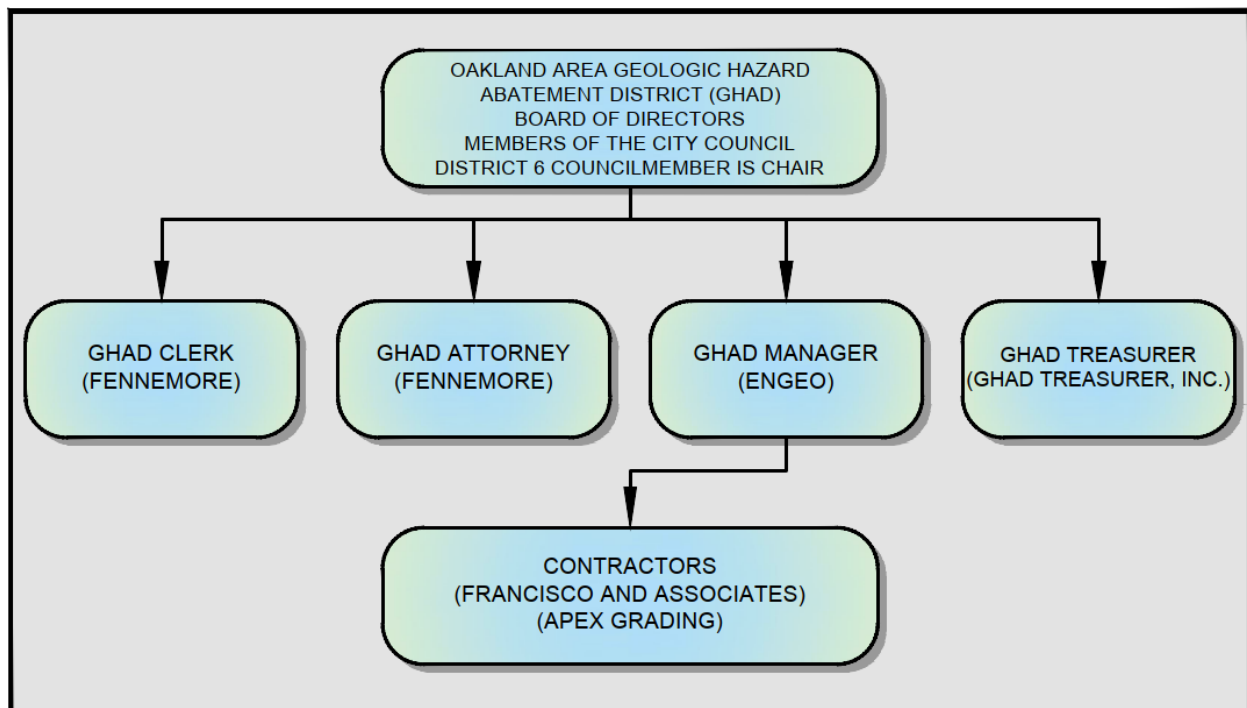 OAKLAND AREA GEOLOGIC HAZARD
ABATEMENT DISTRICT (GHAD)
BOARD OF DIRECTORS
MEMBERS OF THE CITY COUNCIL
DISTRICT 6 COUNCILMEMBER IS CHAIR
GHAD CLERK
(FENNEMORE)
GHAD ATTORNEY
(FENNEMORE)
GHAD MANAGER
(ENGEO)
GHAD TREASURER
(GHAD TREASURER, INC.)
CONTRACTORS
(FRANCISCO AND ASSOCIATES)
(APEX GRADING)